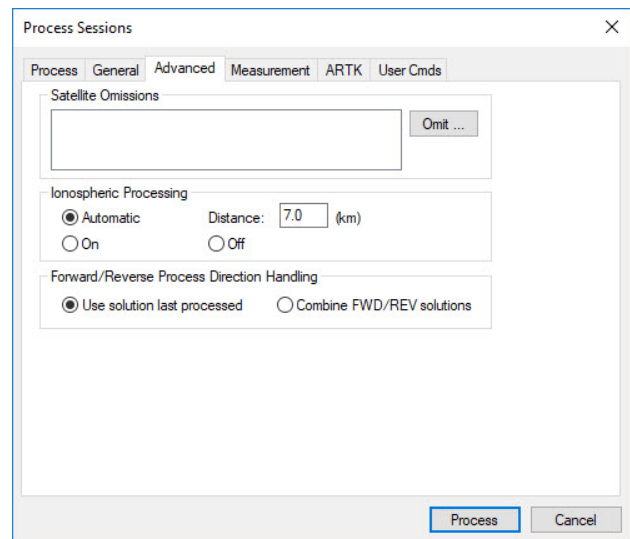 Process Sessions
Process General Advanced Measurement ARTK User Cmds
Satellite Omissions
Omit ...
Ionospheric Processing
Automatic Distance: 7.0 (km)
On Off
Forward/Reverse Process Direction Handling
Use solution last processed Combine FWD/REV solutions
Process Cancel